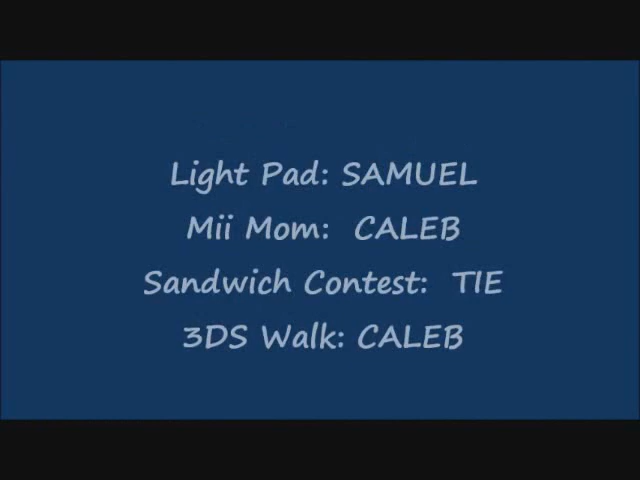 Light Pad: SAMUEL
Mii Mom: CALEB
Sandwich Contest: TIE
3DS Walk: CALEB